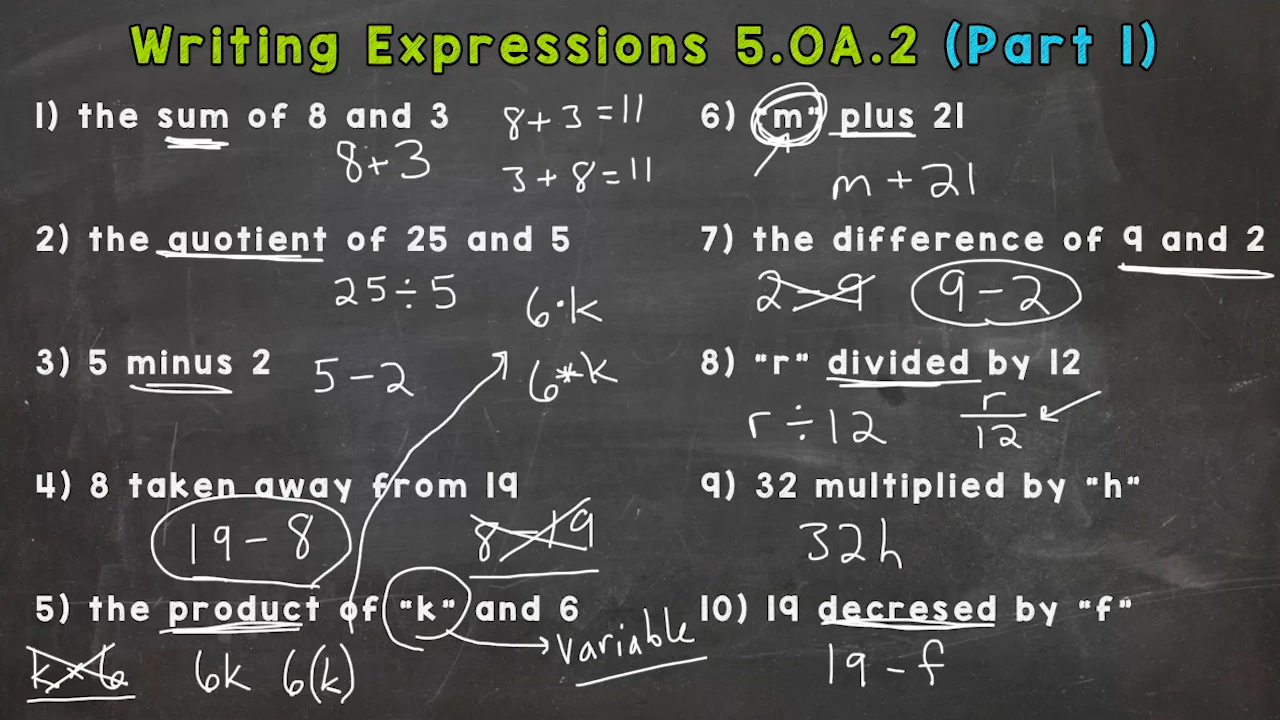 Writing Expressions 5.OA.2 (Part 1)
1) the sum of 8 and 3
8+3=11
8+3
3+8=11
2) the quotient of 25 and 5
25÷5
6·k
3) 5 minus 2
5-2
6*k
4) 8 taken away from 19
19-8
8-19
5) the product of "k" and 6
variable
k×6
6k
6(k)
6) "m" plus 21
m+21
7) the difference of 9 and 2
2-9
9-2
8) "r" divided by 12
r÷12
r
12
9) 32 multiplied by "h"
32h
10) 19 decresed by "f"
19-f